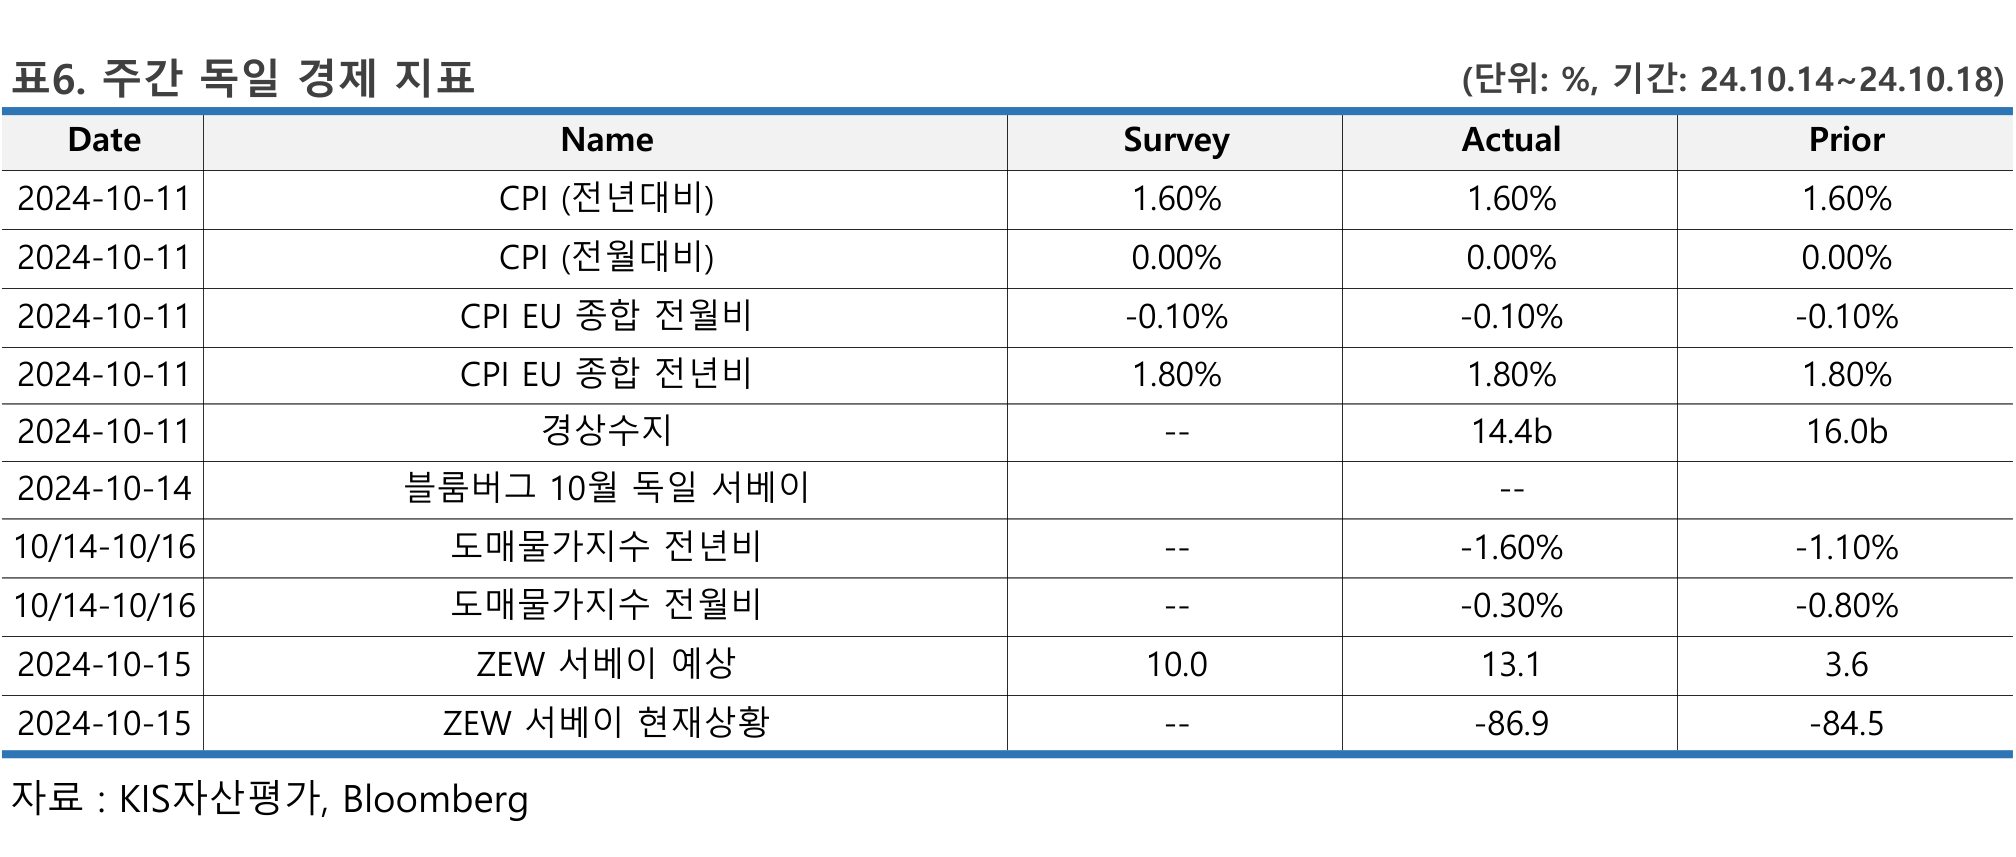 표6. 주간 독일 경제 지표 (단위: %, 기간: 24.10.14~24.10.18)
Date Name Survey Actual Prior
2024-10-11 CPI (전년대비) 1.60% 1.60% 1.60%
2024-10-11 CPI (전월대비) 0.00% 0.00% 0.00%
2024-10-11 CPI EU 종합 전월비 -0.10% -0.10% -0.10%
2024-10-11 CPI EU 종합 전년비 1.80% 1.80% 1.80%
2024-10-11 경상수지 -- 14.4b 16.0b
2024-10-14 블룸버그 10월 독일 서베이 --
10/14-10/16 도매물가지수 전년비 -- -1.60% -1.10%
10/14-10/16 도매물가지수 전월비 -- -0.30% -0.80%
2024-10-15 ZEW 서베이 예상 10.0 13.1 3.6
2024-10-15 ZEW 서베이 현재상황 -- -86.9 -84.5
자료 : KIS자산평가, Bloomberg